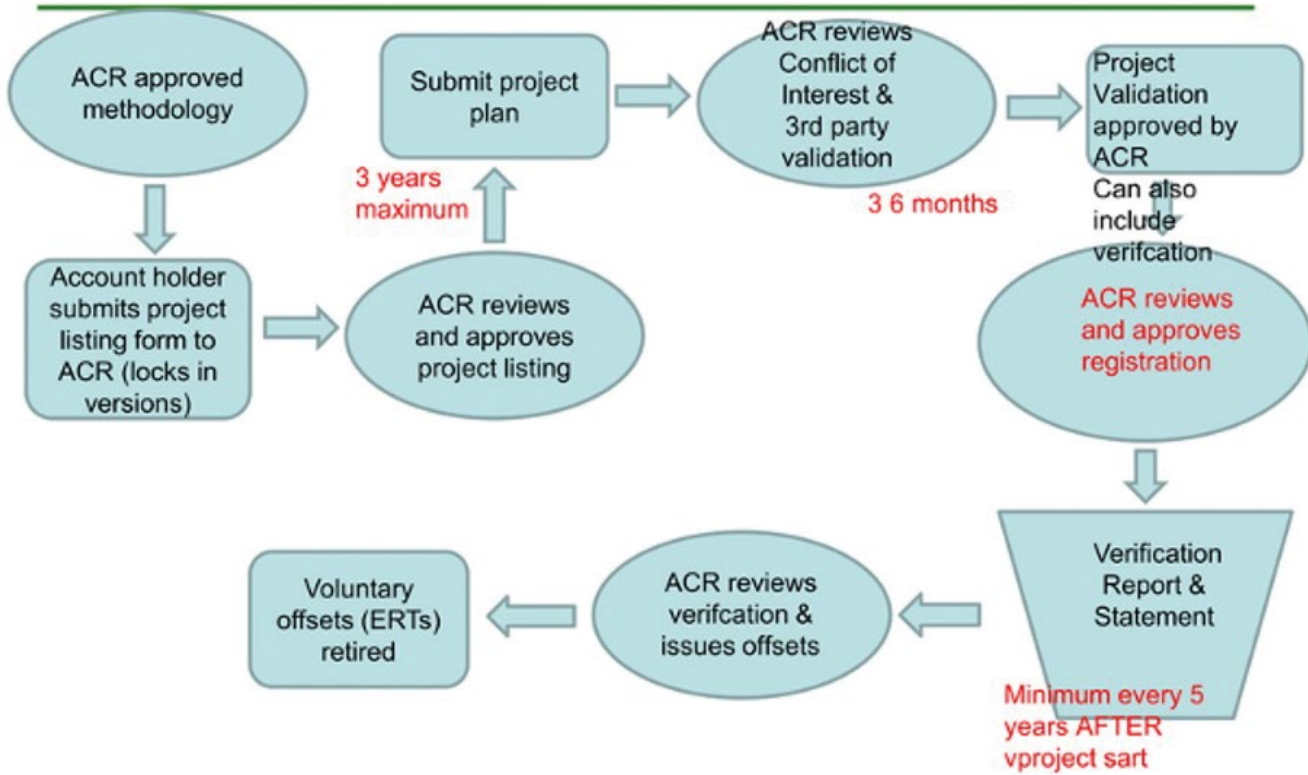 ACR approved
methodology
Account holder
submits project
listing form to
ACR (locks in
versions)
ACR reviews
and approves
project listing
3 years
maximum
Submit project
plan
ACR reviews
Conflict of
Interest &
3rd party
validation
3 6 months
Project
Validation
approved by
ACR
Can also
include
verifcation
ACR reviews
and approves
registration
Verification
Report &
Statement
Minimum every 5
years AFTER
vproject sart
ACR reviews
verifcation &
issues offsets
Voluntary
offsets (ERTs)
retired